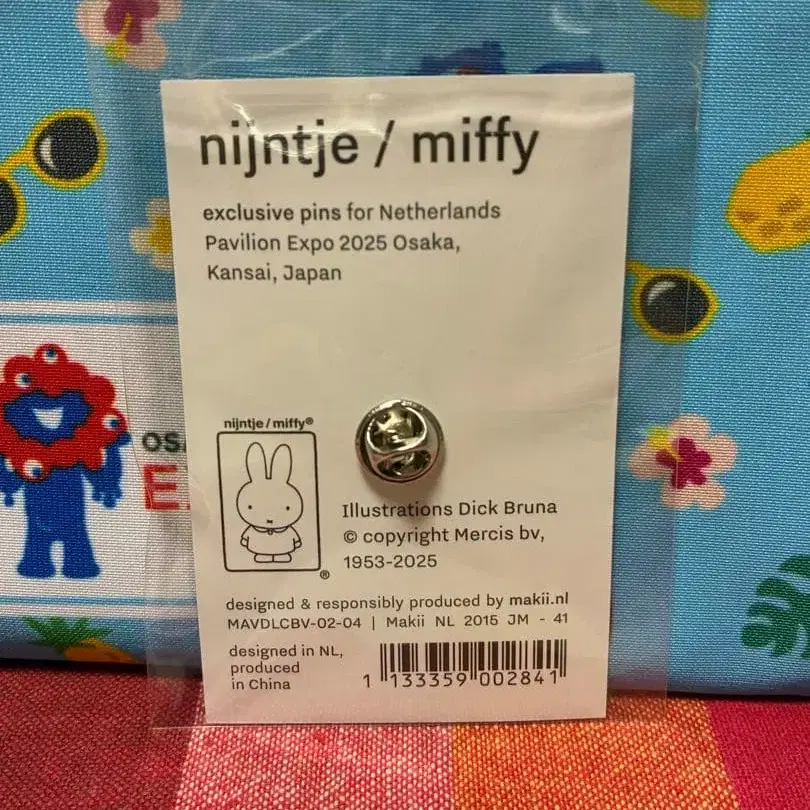 nijntje / miffy
exclusive pins for Netherlands
Pavilion Expo 2025 Osaka,
Kansai, Japan
nijntje / miffy®
®
Illustrations Dick Bruna
© copyright Mercis bv,
1953-2025
designed & responsibly produced by makii.nl
MAVDLCBV-02-04 | Makii NL 2015 JM - 41
designed in NL,
produced
in China
1 133359 002841